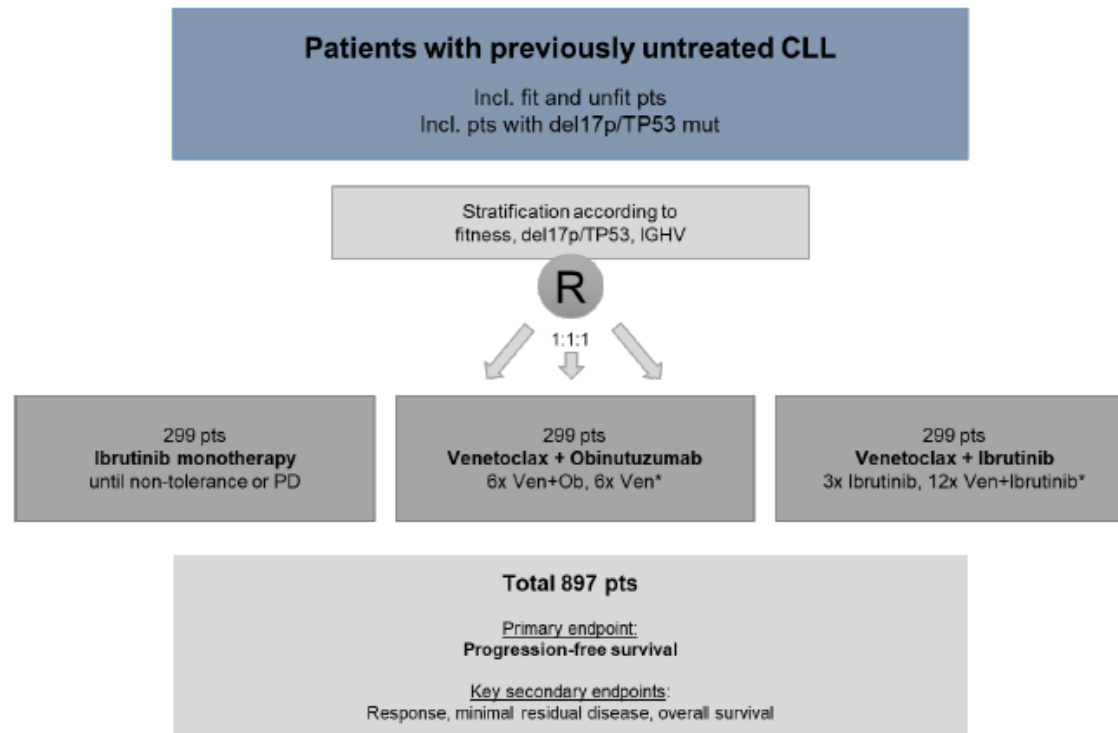 Patients with previously untreated CLL
Incl. fit and unfit pts
Incl. pts with del17p/TP53 mut
Stratification according to
fitness, del17p/TP53, IGHV
R
1:1:1
299 pts
Ibrutinib monotherapy
until non-tolerance or PD
299 pts
Venetoclax + Obinutuzumab
6x Ven+Ob, 6x Ven*
299 pts
Venetoclax + Ibrutinib
3x Ibrutinib, 12x Ven+Ibrutinib*
Total 897 pts
Primary endpoint:
Progression-free survival
Key secondary endpoints:
Response, minimal residual disease, overall survival